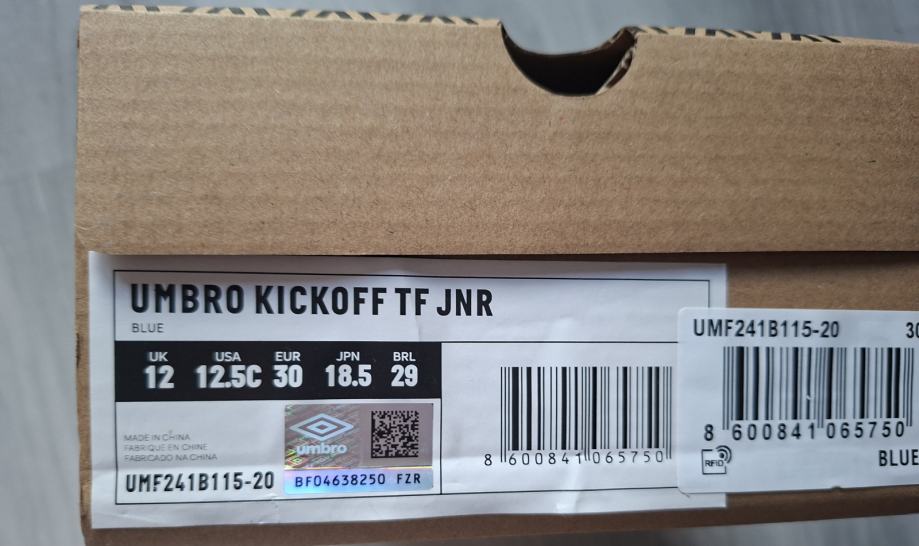 UMBRO KICKOFF TF JNR
BLUE
UK USA EUR JPN BRL
12 12.5C 30 18.5 29
MADE IN CHINA
FABRIQUÉ EN CHINE
FABRICADO NA CHINA
UMF241B115-20
umbro
BF04638250 FZR
8 600841 065750
UMF241B115-20 30
8 600841 065750
RFID
BLUE